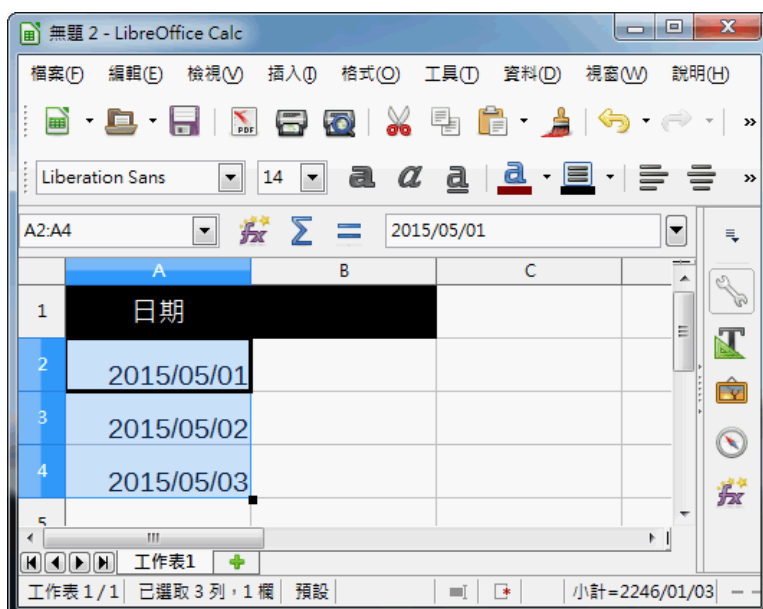 無題 2 - LibreOffice Calc
檔案(F) 編輯(E) 檢視(V) 插入(I) 格式(O) 工具(T) 資料(D) 視窗(W) 說明(H)
PDF
»
Liberation Sans 14 a a a a »
A2:A4 fx Σ = 2015/05/01
A B C
1 日期
2 2015/05/01
3 2015/05/02
4 2015/05/03
5
工作表1
工作表 1 / 1 已選取 3 列，1 欄 預設 小計=2246/01/03